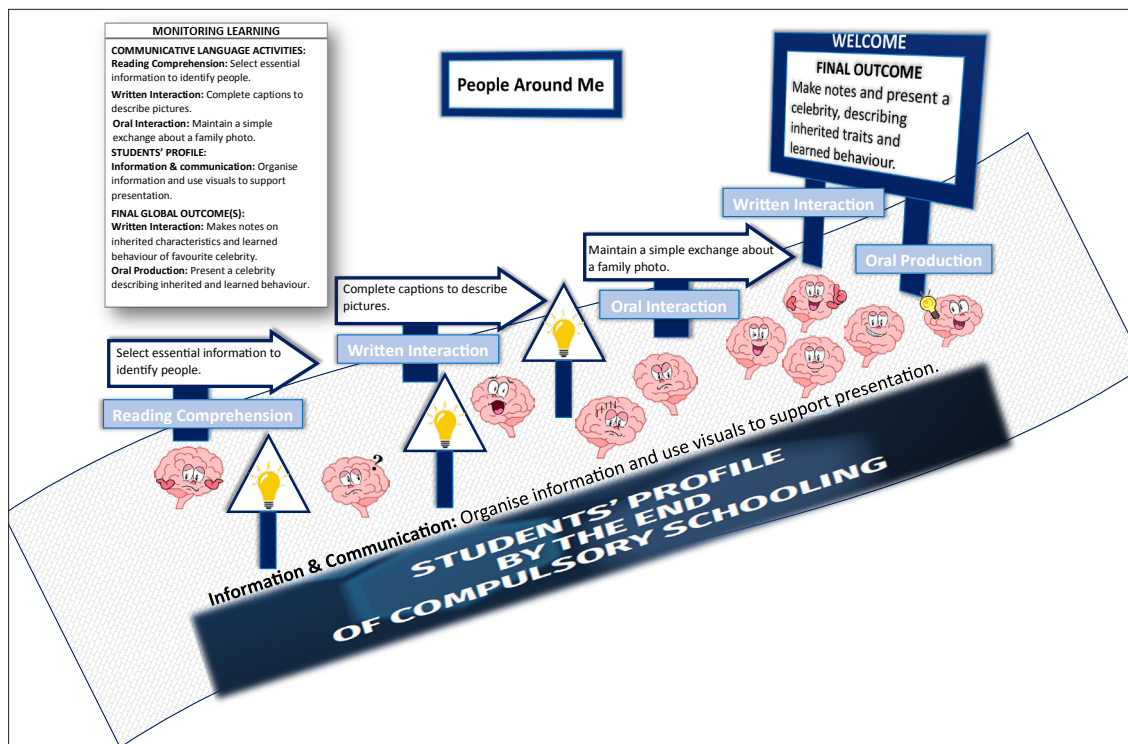 MONITORING LEARNING
COMMUNICATIVE LANGUAGE ACTIVITIES:
Reading Comprehension: Select essential
information to identify people.
Written Interaction: Complete captions to
describe pictures.
Oral Interaction: Maintain a simple
exchange about a family photo.
STUDENTS' PROFILE:
Information & communication: Organise
information and use visuals to support
presentation.
FINAL GLOBAL OUTCOME(S):
Written Interaction: Makes notes on
inherited characteristics and learned
behaviour of favourite celebrity.
Oral Production: Present a celebrity
describing inherited and learned behaviour.
People Around Me
WELCOME
FINAL OUTCOME
Make notes and present a
celebrity, describing
inherited traits and
learned behaviour.
Written Interaction
Oral Production
Maintain a simple exchange about
a family photo.
Oral Interaction
Complete captions to describe
pictures.
Written Interaction
Select essential information to
identify people.
Reading Comprehension
?
Information & Communication: Organise information and use visuals to support presentation.
STUDENTS' PROFILE
BY THE END
OF COMPULSORY SCHOOLING